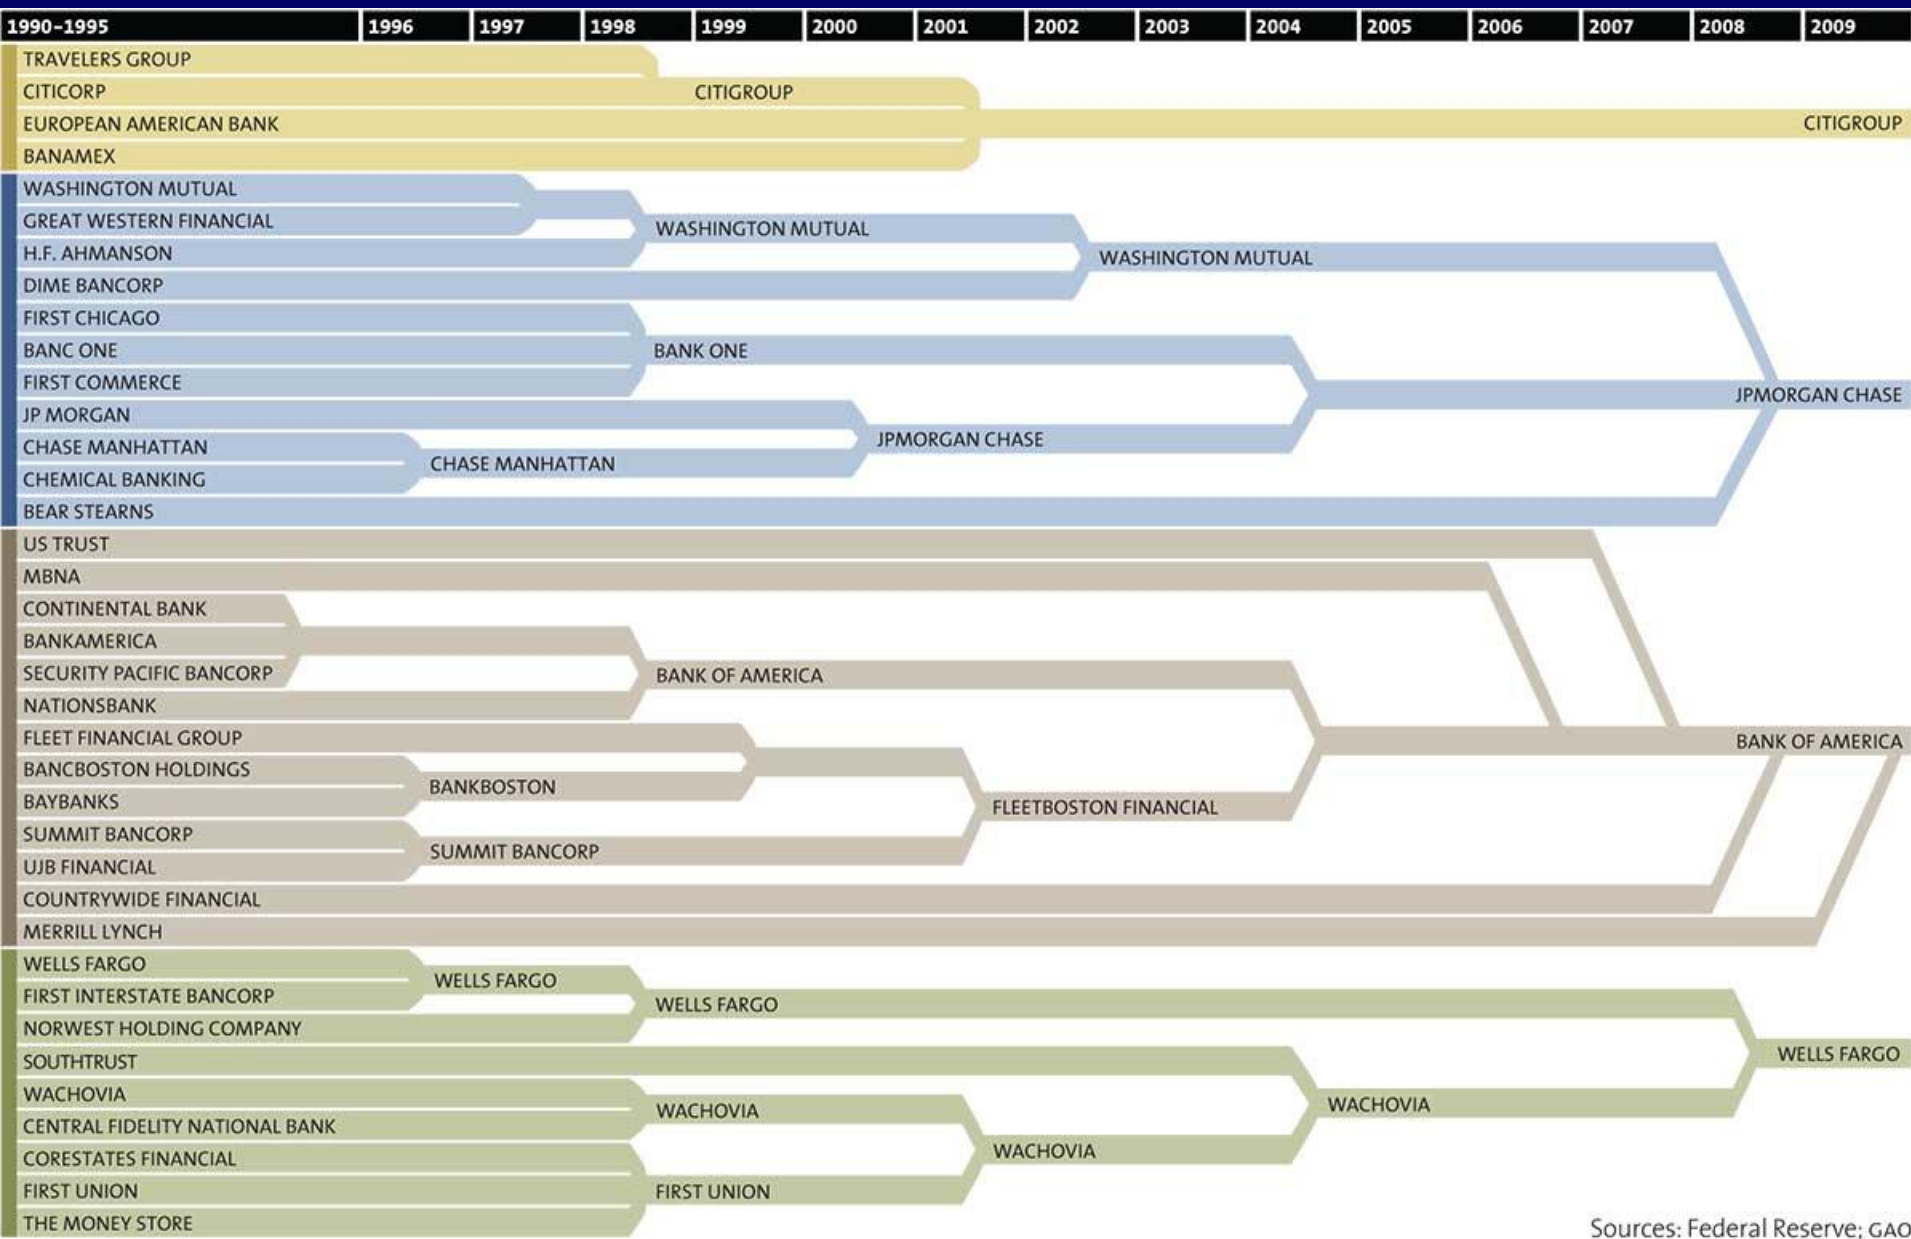 1990–1995 1996 1997 1998 1999 2000 2001 2002 2003 2004 2005 2006 2007 2008 2009
TRAVELERS GROUP
CITICORP CITIGROUP
EUROPEAN AMERICAN BANK CITIGROUP
BANAMEX
WASHINGTON MUTUAL
GREAT WESTERN FINANCIAL
WASHINGTON MUTUAL
H.F. AHMANSON
WASHINGTON MUTUAL
DIME BANCORP
FIRST CHICAGO
BANC ONE BANK ONE
FIRST COMMERCE
JPMORGAN CHASE
JP MORGAN
JPMORGAN CHASE
CHASE MANHATTAN
CHASE MANHATTAN
CHEMICAL BANKING
BEAR STEARNS
US TRUST
MBNA
CONTINENTAL BANK
BANKAMERICA
SECURITY PACIFIC BANCORP BANK OF AMERICA
NATIONSBANK
FLEET FINANCIAL GROUP BANK OF AMERICA
BANCBOSTON HOLDINGS
BANKBOSTON
BAYBANKS
FLEETBOSTON FINANCIAL
SUMMIT BANCORP
SUMMIT BANCORP
UJB FINANCIAL
COUNTRYWIDE FINANCIAL
MERRILL LYNCH
WELLS FARGO
WELLS FARGO
FIRST INTERSTATE BANCORP
WELLS FARGO
NORWEST HOLDING COMPANY
WELLS FARGO
SOUTHTRUST
WACHOVIA
WACHOVIA
WACHOVIA
CENTRAL FIDELITY NATIONAL BANK
WACHOVIA
CORESTATES FINANCIAL
FIRST UNION FIRST UNION
THE MONEY STORE
Sources: Federal Reserve; GAO